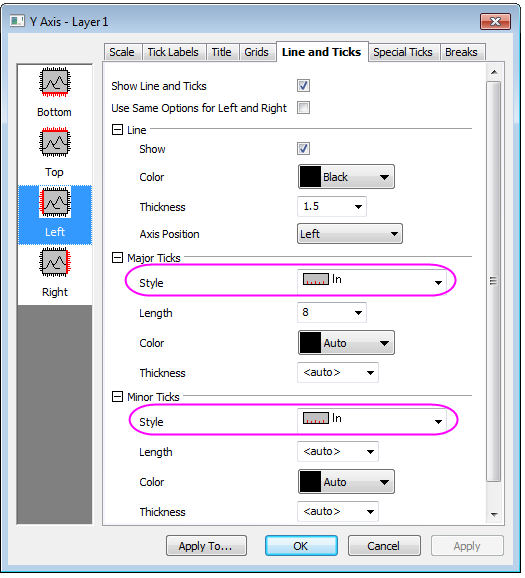 Y Axis - Layer 1
Scale Tick Labels Title Grids Line and Ticks Special Ticks Breaks
Bottom
Top
Left
Right
Show Line and Ticks
Use Same Options for Left and Right
Line
Show
Color Black
Thickness 1.5
Axis Position Left
Major Ticks
Style In
Length 8
Color Auto
Thickness <auto>
Minor Ticks
Style In
Length <auto>
Color Auto
Thickness <auto>
Apply To... OK Cancel Apply